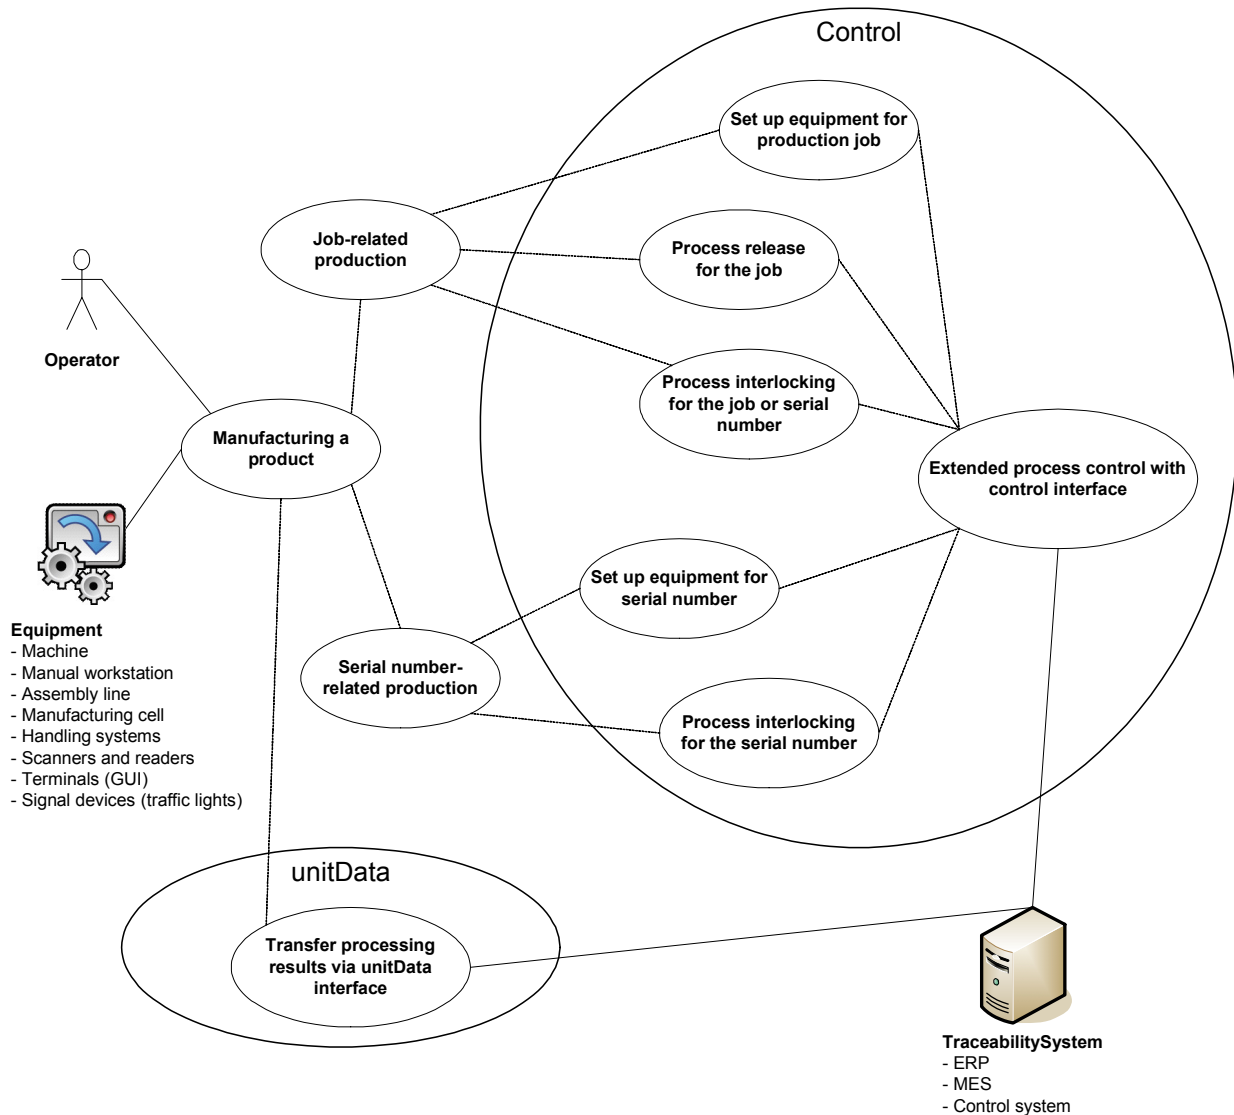 Control
Set up equipment for
production job
Job-related
production
Process release
for the job
Operator
Process interlocking
for the job or serial
number
Manufacturing a
product
Extended process control with
control interface
Set up equipment for
serial number
Equipment
- Machine
- Manual workstation
- Assembly line
- Manufacturing cell
- Handling systems
- Scanners and readers
- Terminals (GUI)
- Signal devices (traffic lights)
Serial number-
related production
Process interlocking
for the serial number
unitData
Transfer processing
results via unitData
interface
TraceabilitySystem
- ERP
- MES
- Control system